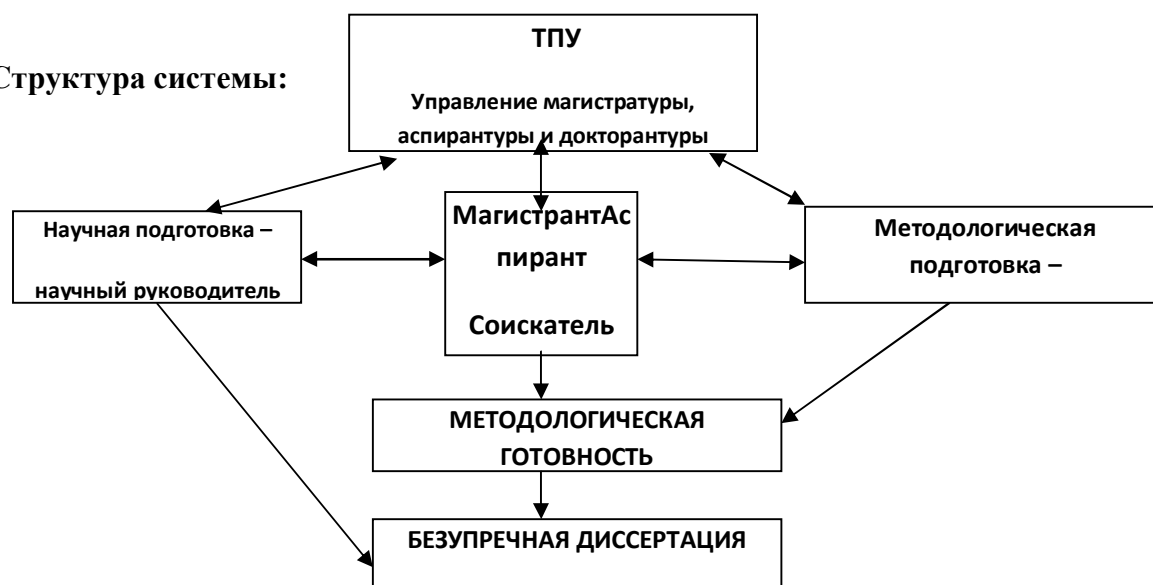 ТПУ
Структура системы:
Управление магистратуры,
аспирантуры и докторантуры
МагистрантАс
пирант
Соискатель
Научная подготовка –
научный руководитель
Методологическая
подготовка –
МЕТОДОЛОГИЧЕСКАЯ
ГОТОВНОСТЬ
БЕЗУПРЕЧНАЯ ДИССЕРТАЦИЯ